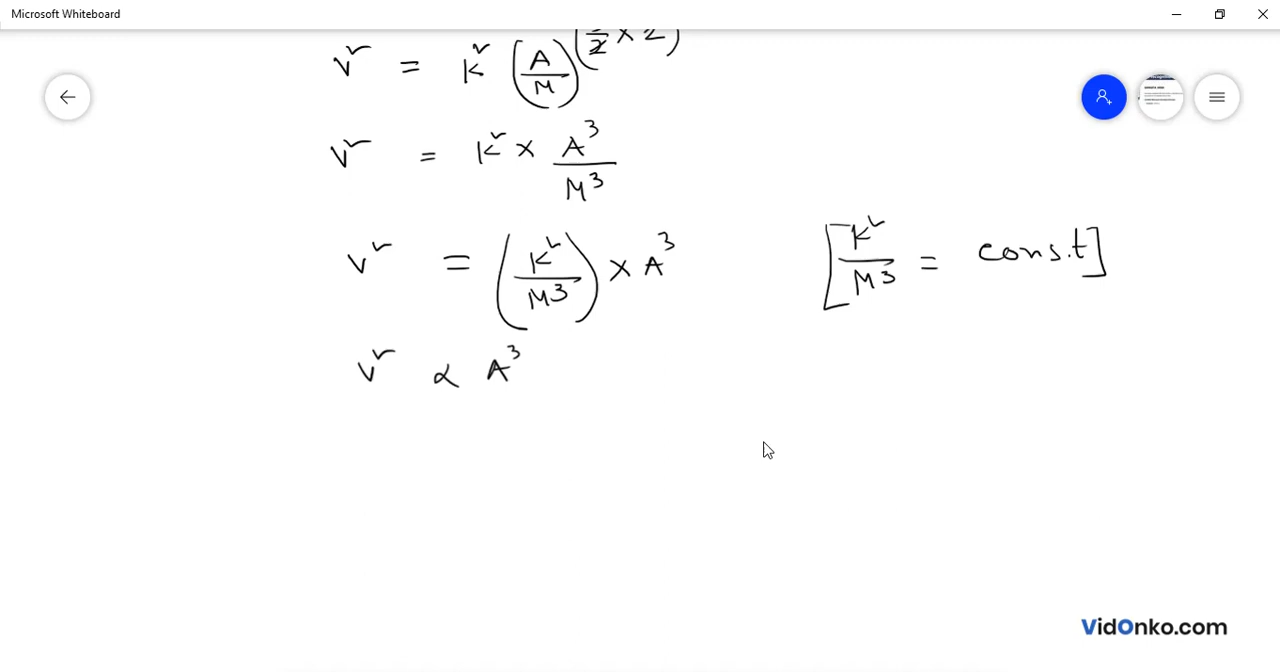 Microsoft Whiteboard
V² = K² (A/M)^(3/2 × 2)
V² = K² × A³/M³
V² = (K²/M³) × A³ [K²/M³ = cons.t]
V² ∝ A³
VidOnko.com